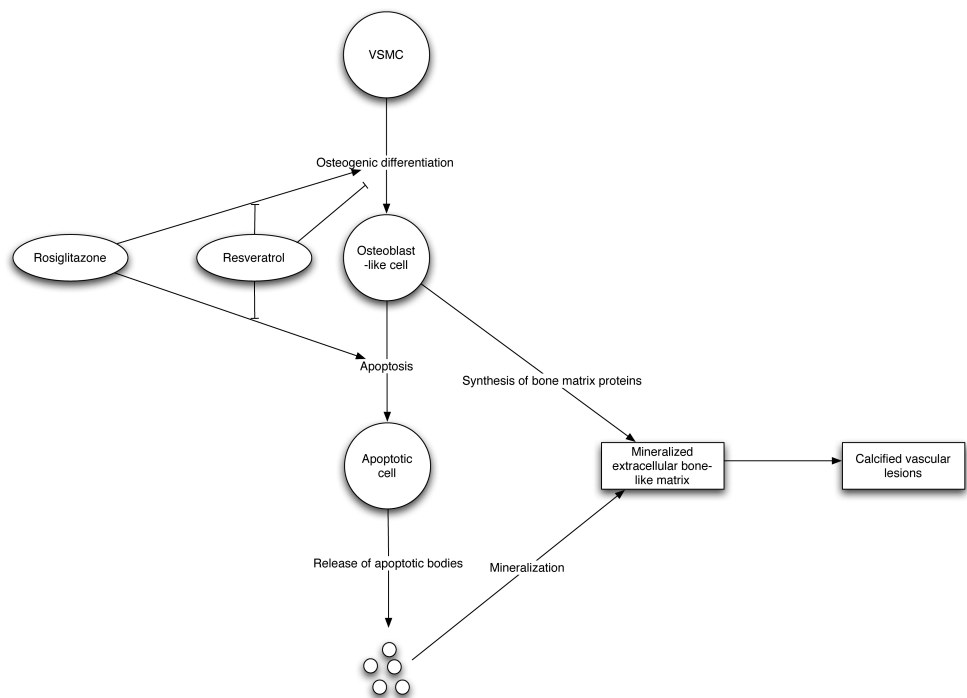 VSMC
Osteogenic differentiation
Rosiglitazone
Resveratrol
Osteoblast
-like cell
Apoptosis
Synthesis of bone matrix proteins
Apoptotic
cell
Mineralized
extracellular bone-
like matrix
Calcified vascular
lesions
Release of apoptotic bodies
Mineralization